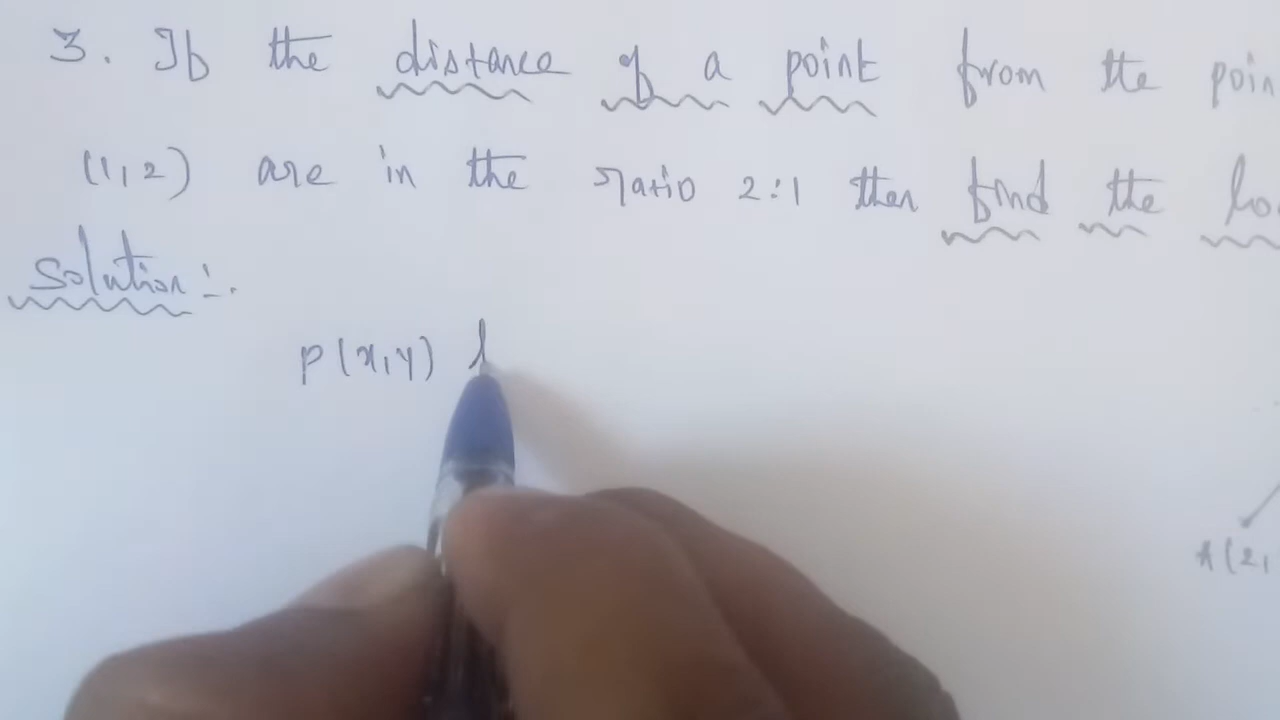 3. If the distance of a point from the poin
(1,2) are in the ratio 2:1 then find the lo
solution:-
P(x,y)
A(2,